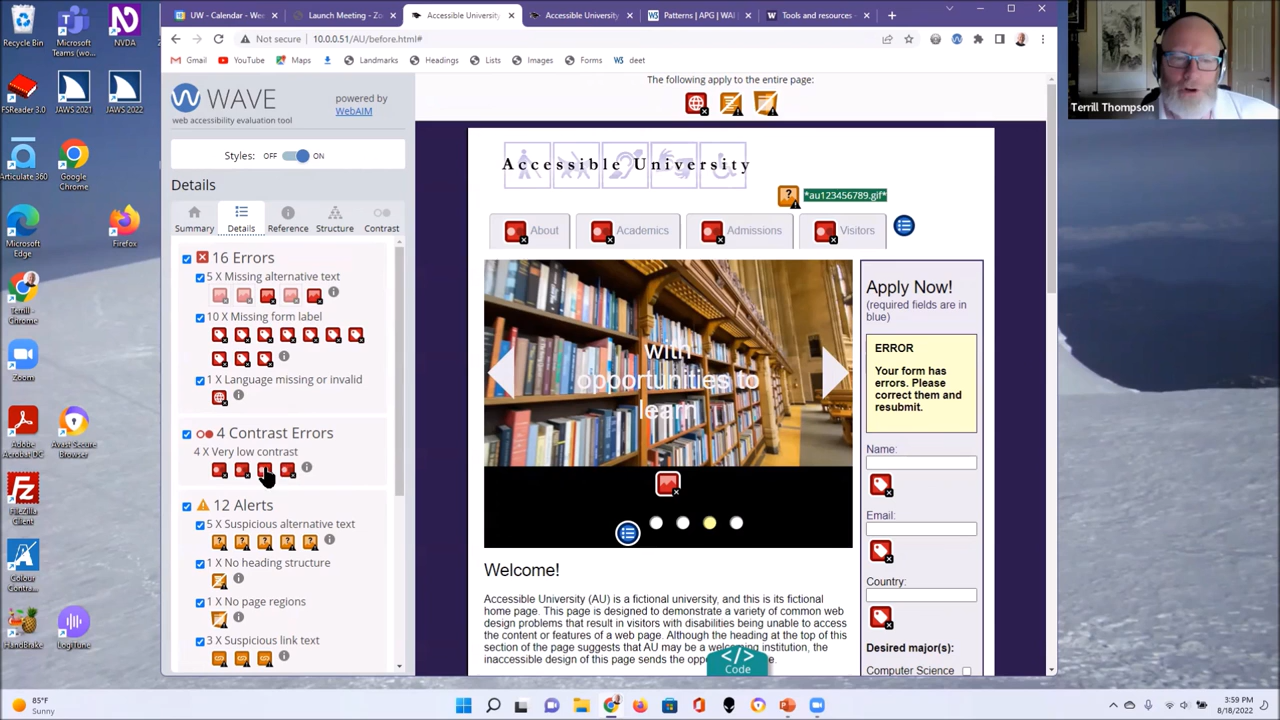 UW - Calendar - Wee
Launch Meeting - Zo
Accessible University
Accessible University
Patterns | APG | WAI |
Tools and resources -
Not secure
10.0.0.51/AU/before.html#
Gmail
YouTube
Maps
Landmarks
Headings
Lists
Images
Forms
deet
Recycle Bin
Microsoft Teams (wo...
NVDA
FSReader 3.0
JAWS 2021
JAWS 2022
Articulate 360
Google Chrome
Microsoft Edge
Firefox
Terrill - Chrome
Zoom
Adobe Acrobat DC
Avast Secure Browser
FileZilla Client
Colour Contra...
HandBrake
Terrill Thompson
WAVE
web accessibility evaluation tool
powered by
WebAIM
Styles: OFF ON
Details
Summary
Details
Reference
Structure
Contrast
16 Errors
5 X Missing alternative text
10 X Missing form label
1 X Language missing or invalid
4 Contrast Errors
4 X Very low contrast
12 Alerts
5 X Suspicious alternative text
1 X No heading structure
1 X No page regions
3 X Suspicious link text
The following apply to the entire page:
Accessible University
*au123456789.gif*
About
Academics
Admissions
Visitors
with
opportunities to
learn
Welcome!
Accessible University (AU) is a fictional university, and this is its fictional
home page. This page is designed to demonstrate a variety of common web
design problems that result in visitors with disabilities being unable to access
the content or features of a web page. Although the heading at the top of this
section of the page suggests that AU may be a welcoming institution, the
inaccessible design of this page sends the
</> Code
Apply Now!
(required fields are in
blue)
ERROR
Your form has
errors. Please
correct them and
resubmit.
Name:
Email:
Country:
Desired major(s):
Computer Science
85°F
Sunny
3:59 PM
8/18/2022